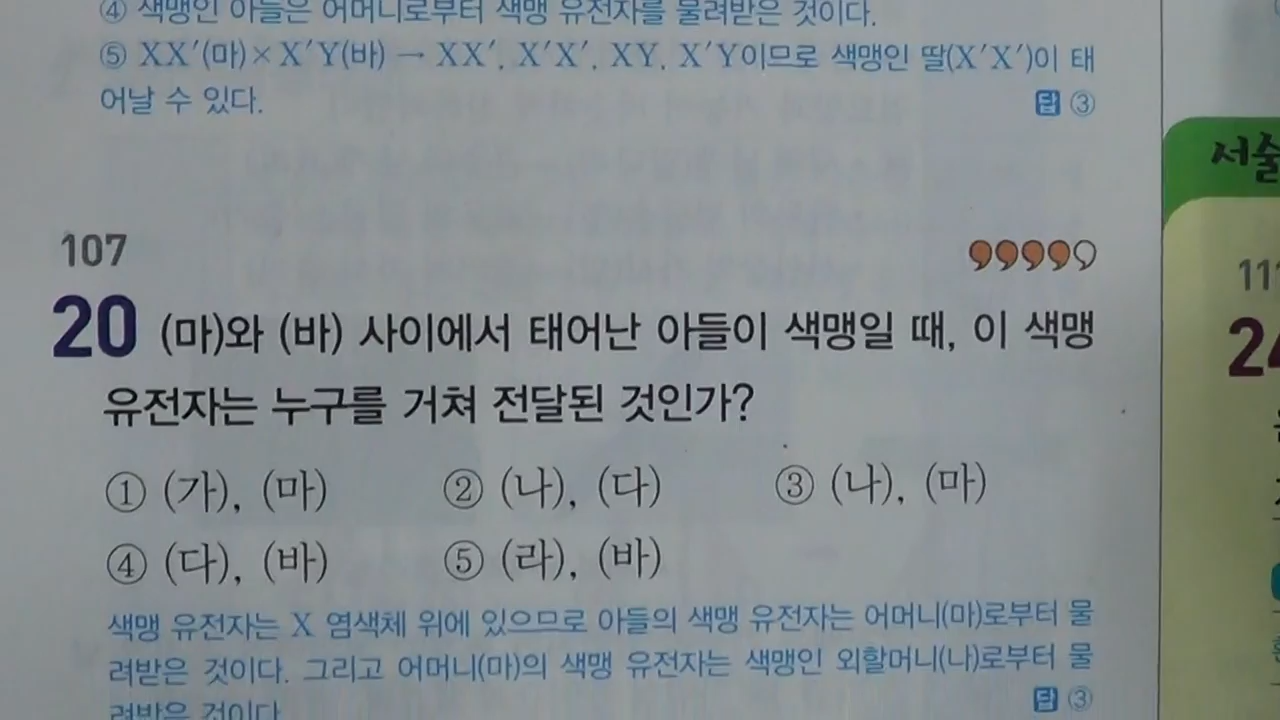 ④ 색맹인 아들은 어머니로부터 색맹 유전자를 물려받은 것이다.
⑤ XX′(마)×X′Y(바) → XX′, X′X′, XY, X′Y이므로 색맹인 딸(X′X′)이 태
어날 수 있다. 답 ③
107
20 (마)와 (바) 사이에서 태어난 아들이 색맹일 때, 이 색맹
유전자는 누구를 거쳐 전달된 것인가?
① (가), (마) ② (나), (다) ③ (나), (마)
④ (다), (바) ⑤ (라), (바)
색맹 유전자는 X 염색체 위에 있으므로 아들의 색맹 유전자는 어머니(마)로부터 물
려받은 것이다. 그리고 어머니(마)의 색맹 유전자는 색맹인 외할머니(나)로부터 물
려받은 것이다. 답 ③
서술
11
24